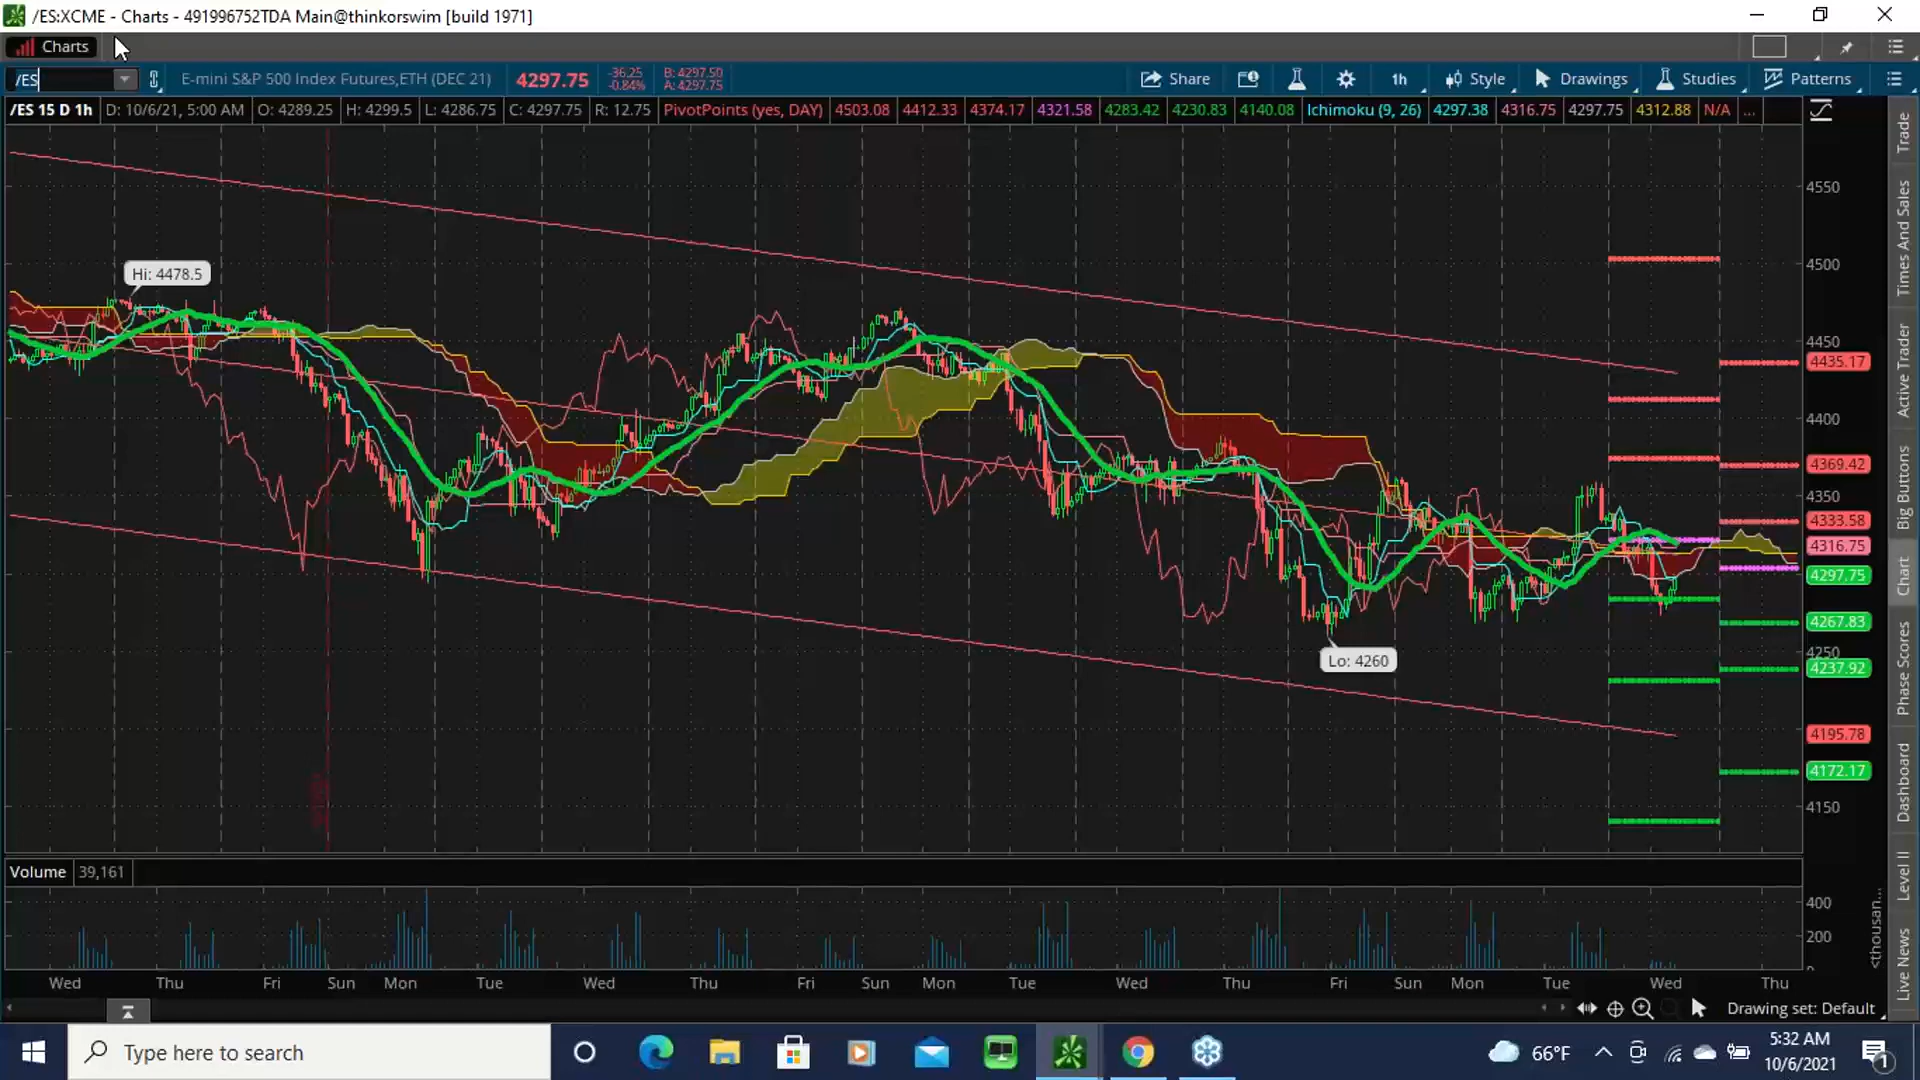 /ES:XCME - Charts - 491996752TDA Main@thinkorswim [build 1971]
Charts
/ES E-mini S&P 500 Index Futures,ETH (DEC 21) 4297.75 -36.25 -0.84% B: 4297.50 A: 4297.75 Share 1h Style Drawings Studies Patterns
/ES 15 D 1h D: 10/6/21, 5:00 AM O: 4289.25 H: 4299.5 L: 4286.75 C: 4297.75 R: 12.75 PivotPoints (yes, DAY) 4503.08 4412.33 4374.17 4321.58 4283.42 4230.83 4140.08 Ichimoku (9, 26) 4297.38 4316.75 4297.75 4312.88 N/A ...
4550
4500
Hi: 4478.5
4450
4435.17
4400
4369.42
4350
4333.58
4316.75
4297.75
4267.83
4250
4237.92
Lo: 4260
4195.78
4172.17
4150
Volume 39,161
400
200
<thousan...
Wed Thu Fri Sun Mon Tue Wed Thu Fri Sun Mon Tue Wed Thu Fri Sun Mon Tue Wed Thu
Drawing set: Default
Trade
Times And Sales
Active Trader
Big Buttons
Chart
Phase Scores
Dashboard
Level II
Live News
Type here to search
66°F
5:32 AM
10/6/2021
1